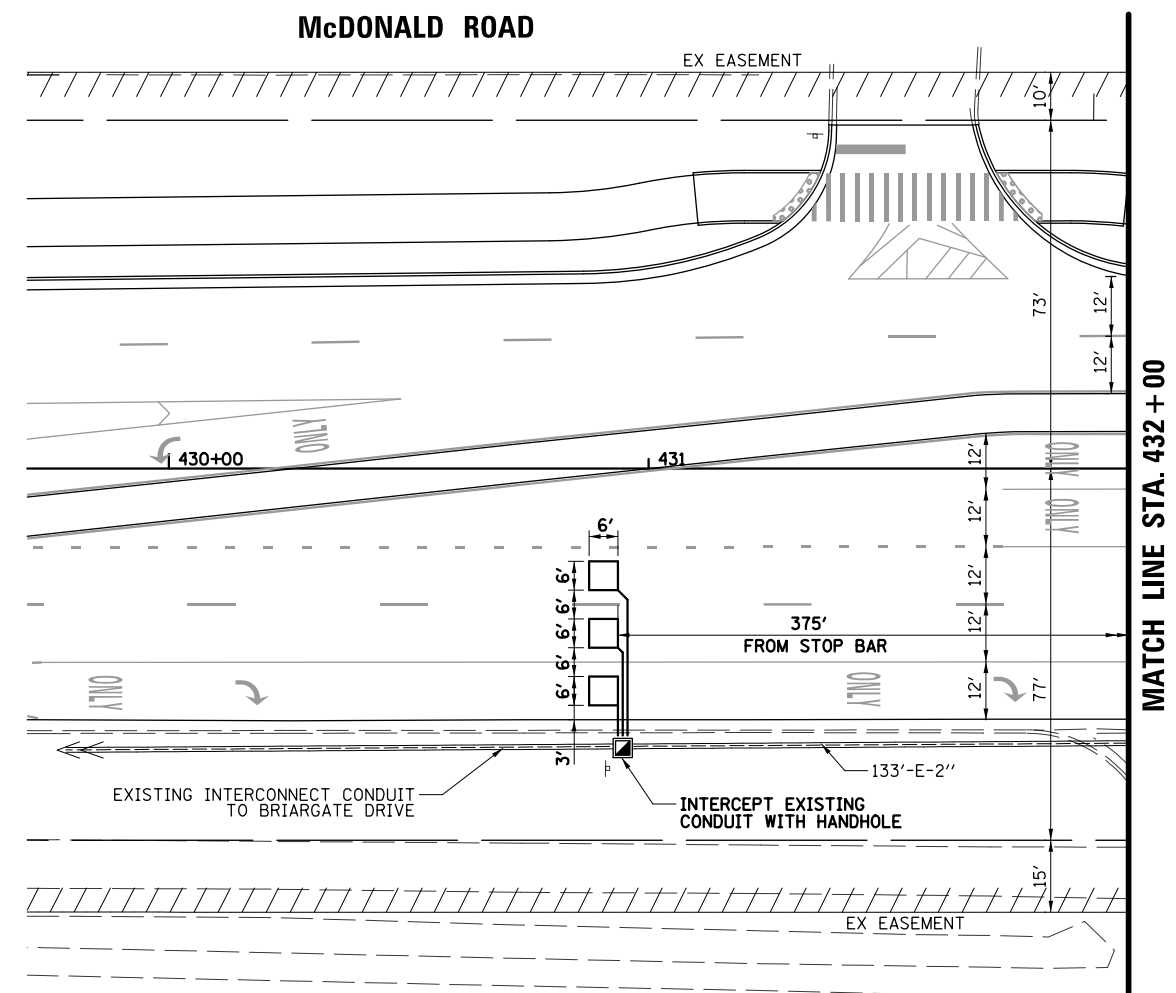 McDONALD ROAD
EX EASEMENT
10'
73'
12'
12'
MATCH LINE STA. 432+00
ONLY
430+00
431
12'
ONLY
ONLY
12'
6'
6'
6'
6'
6'
6'
12'
12'
375'
FROM STOP BAR
ONLY
ONLY
12'
77'
3'
133'-E-2''
EXISTING INTERCONNECT CONDUIT
TO BRIARGATE DRIVE
INTERCEPT EXISTING
CONDUIT WITH HANDHOLE
15'
EX EASEMENT